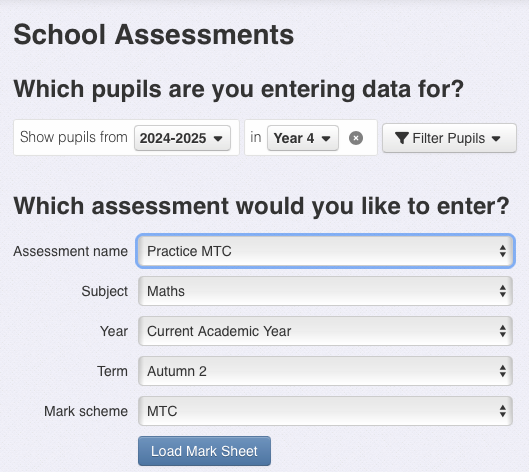 School Assessments
Which pupils are you entering data for?
Show pupils from 2024-2025 in Year 4 Filter Pupils
Which assessment would you like to enter?
Assessment name Practice MTC
Subject Maths
Year Current Academic Year
Term Autumn 2
Mark scheme MTC
Load Mark Sheet